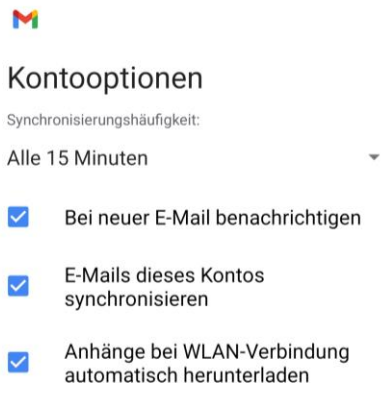 Kontooptionen
Synchronisierungshäufigkeit:
Alle 15 Minuten
Bei neuer E-Mail benachrichtigen
E-Mails dieses Kontos
synchronisieren
Anhänge bei WLAN-Verbindung
automatisch herunterladen